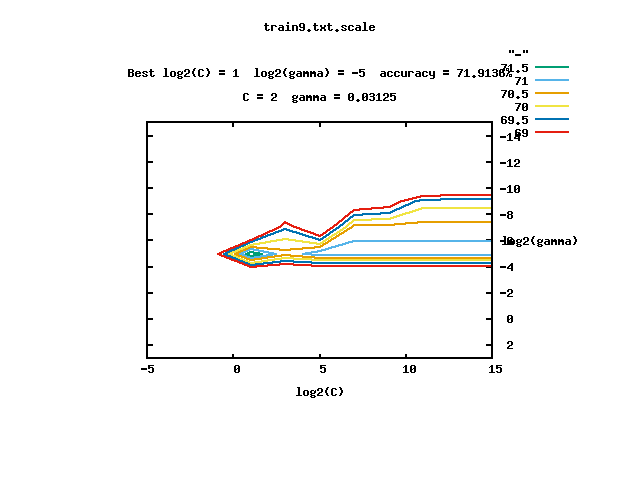 train9.txt.scale
"-"
Best log2(C) = 1 log2(gamma) = -5 accuracy = 71.9136%
71.5
71
C = 2 gamma = 0.03125
70.5
70
69.5
69
-14
-12
-10
-8
-6
log2(gamma)
-4
-2
0
2
-5 0 5 10 15
log2(C)